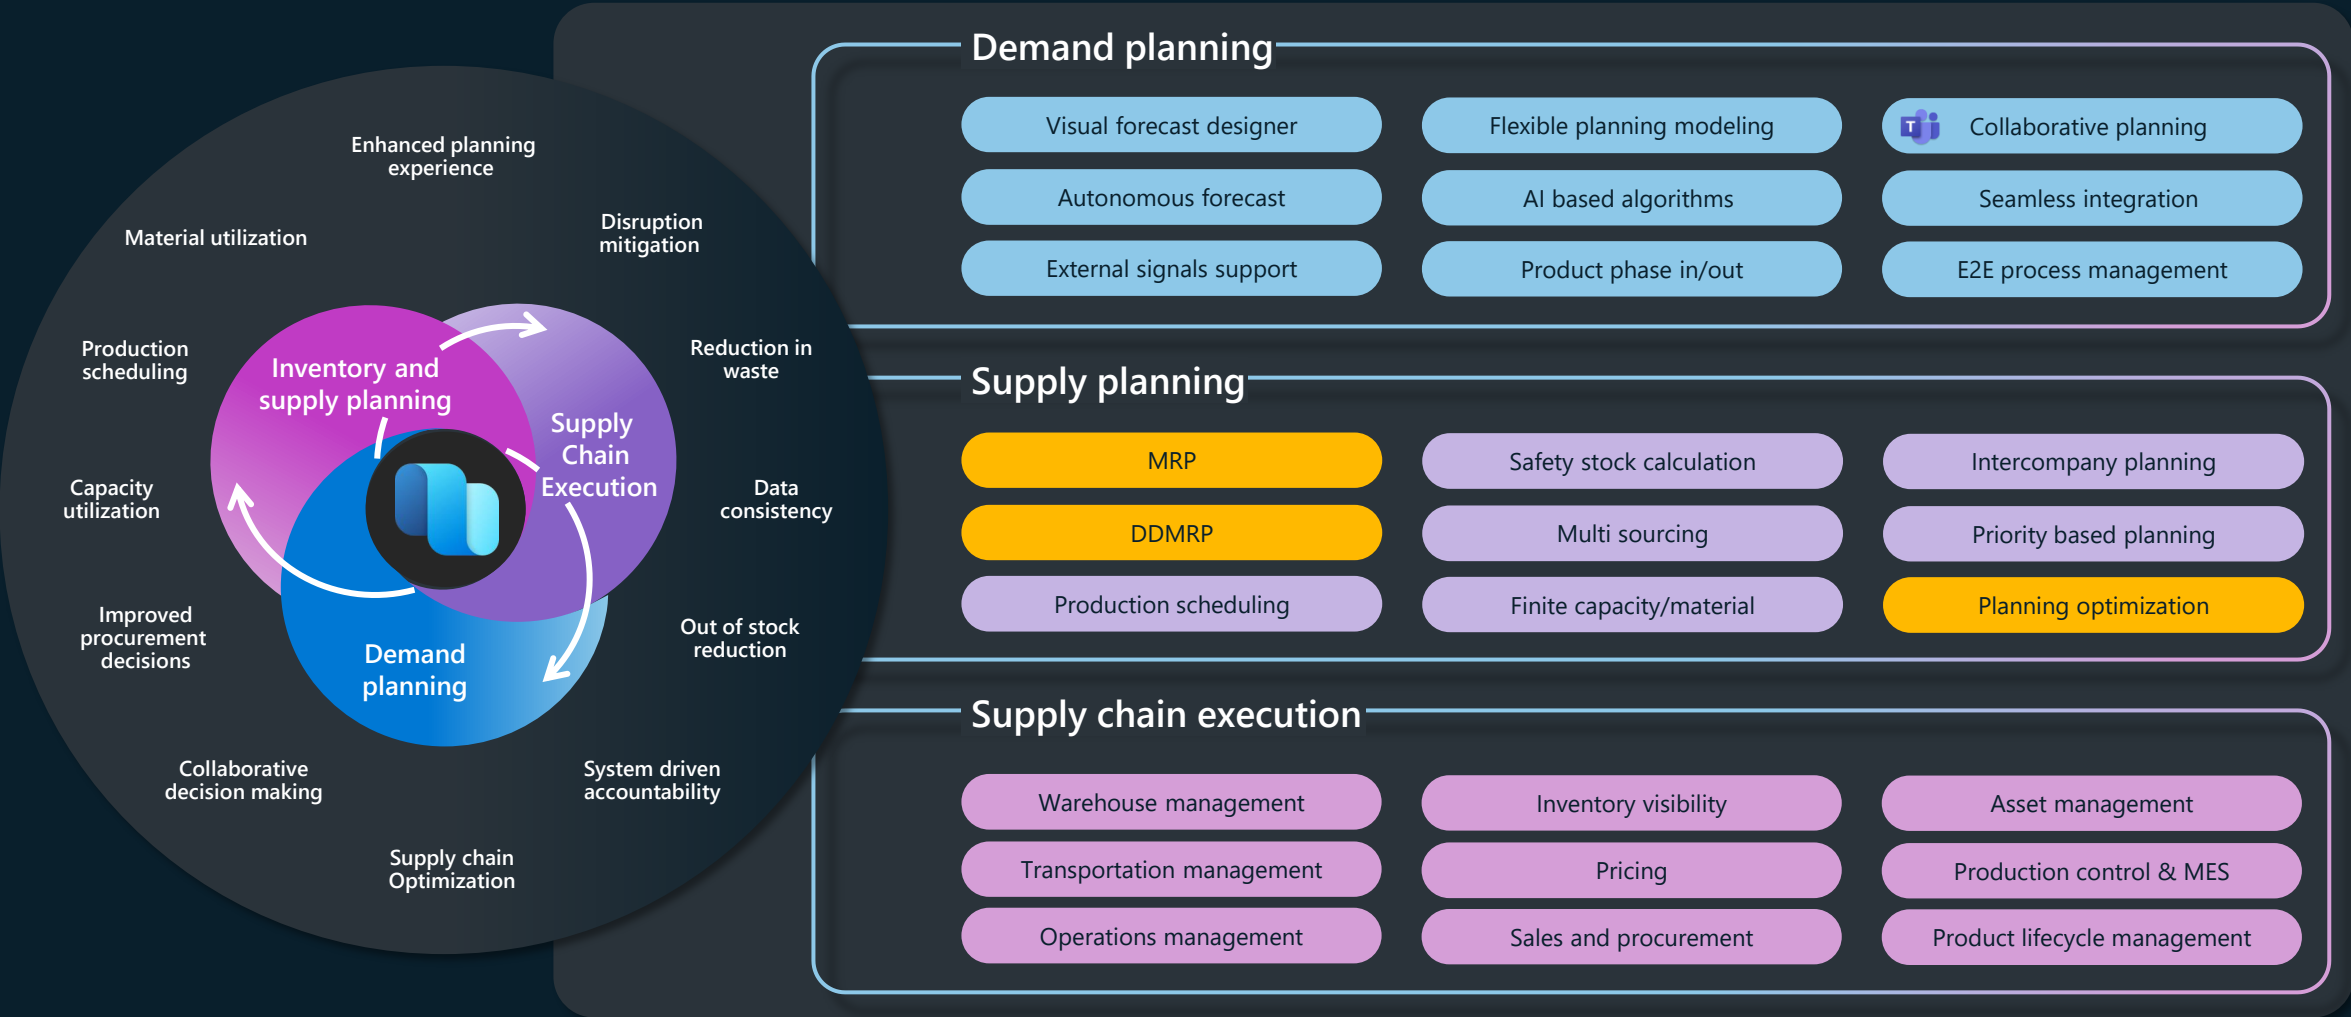 Enhanced planning
experience
Disruption
mitigation
Material utilization
Production
scheduling
Reduction in
waste
Inventory and
supply planning
Supply
Chain
Execution
Capacity
utilization
Data
consistency
Improved
procurement
decisions
Out of stock
reduction
Demand
planning
Collaborative
decision making
System driven
accountability
Supply chain
Optimization
Demand planning
Visual forecast designer
Flexible planning modeling
T
Collaborative planning
Autonomous forecast
AI based algorithms
Seamless integration
External signals support
Product phase in/out
E2E process management
Supply planning
MRP
Safety stock calculation
Intercompany planning
DDMRP
Multi sourcing
Priority based planning
Production scheduling
Finite capacity/material
Planning optimization
Supply chain execution
Warehouse management
Inventory visibility
Asset management
Transportation management
Pricing
Production control & MES
Operations management
Sales and procurement
Product lifecycle management